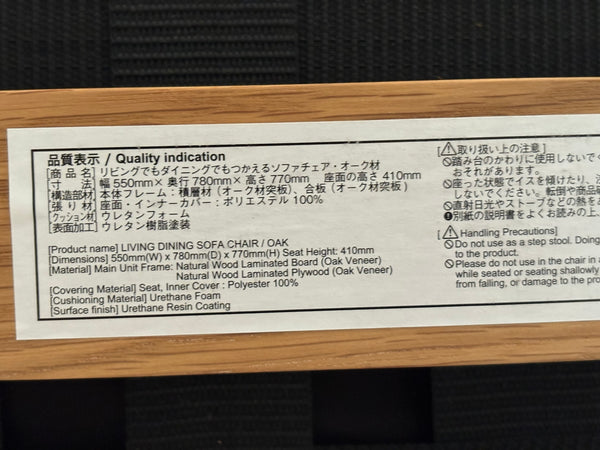 品質表示 / Quality indication
[商 品 名] リビングでもダイニングでもつかえるソファチェア・オーク材
[寸　　法] 幅 550mm× 奥行 780mm× 高さ 770mm　座面の高さ 410mm
[構造部材] 本体フレーム：積層材（オーク材突板）、合板（オーク材突板）
[張 り 材] 座面・インナーカバー：ポリエステル 100%
[クッション材] ウレタンフォーム
[表面加工] ウレタン樹脂塗装
[Product name] LIVING DINING SOFA CHAIR / OAK
[Dimensions] 550mm(W) x 780mm(D) x 770mm(H) Seat Height: 410mm
[Material] Main Unit Frame: Natural Wood Laminated Board (Oak Veneer)
Natural Wood Laminated Plywood (Oak Veneer)
[Covering Material] Seat, Inner Cover : Polyester 100%
[Cushioning Material] Urethane Foam
[Surface finish] Urethane Resin Coating
[⚠取り扱い上の注意]
踏み台のかわりに使用しないでく
おそれがあります。
座った状態でイスを傾けたり、
しないでください。転倒や商品破
直射日光やストーブなどの熱を
別紙の説明書をよくお読みの上、
[⚠Handling Precautions]
Do not use as a step stool. Doing
to the product.
Please do not use the chair in a
while seated or seating shallowly
from falling, or damage to the prod